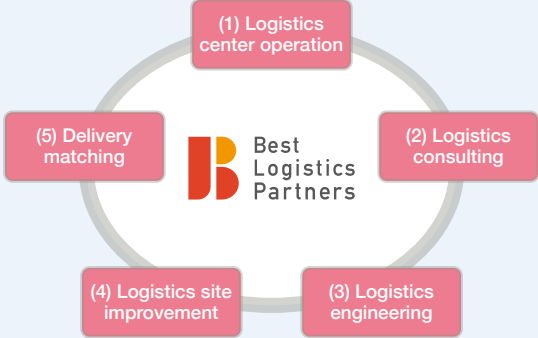 (1) Logistics
center operation
(2) Logistics
consulting
(3) Logistics
engineering
(4) Logistics site
improvement
(5) Delivery
matching
Best
Logistics
Partners